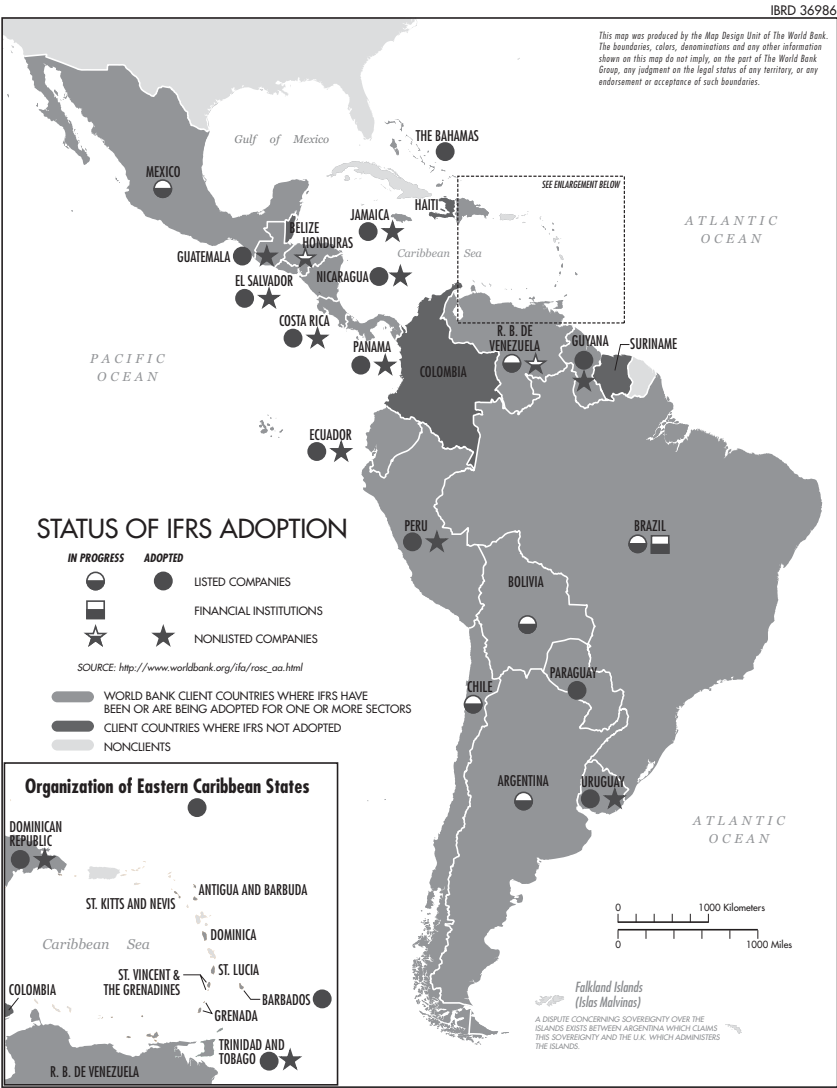 IBRD 36986
This map was produced by the Map Design Unit of The World Bank.
The boundaries, colors, denominations and any other information
shown on this map do not imply, on the part of The World Bank
Group, any judgment on the legal status of any territory, or any
endorsement or acceptance of such boundaries.
Gulf of Mexico
THE BAHAMAS
MEXICO
SEE ENLARGEMENT BELOW
HAITI
JAMAICA
ATLANTIC
OCEAN
BELIZE
HONDURAS
GUATEMALA
Caribbean Sea
NICARAGUA
EL SALVADOR
COSTA RICA
R. B. DE
VENEZUELA
GUYANA
SURINAME
PANAMA
PACIFIC
OCEAN
COLOMBIA
ECUADOR
STATUS OF IFRS ADOPTION
PERU
BRAZIL
IN PROGRESS ADOPTED
LISTED COMPANIES
BOLIVIA
FINANCIAL INSTITUTIONS
NONLISTED COMPANIES
SOURCE: http://www.worldbank.org/ifa/rosc_aa.html
PARAGUAY
CHILE
WORLD BANK CLIENT COUNTRIES WHERE IFRS HAVE
BEEN OR ARE BEING ADOPTED FOR ONE OR MORE SECTORS
CLIENT COUNTRIES WHERE IFRS NOT ADOPTED
NONCLIENTS
ARGENTINA
URUGUAY
Organization of Eastern Caribbean States
ATLANTIC
OCEAN
DOMINICAN
REPUBLIC
ANTIGUA AND BARBUDA
ST. KITTS AND NEVIS
0 1000 Kilometers
0 1000 Miles
DOMINICA
Caribbean Sea
ST. LUCIA
ST. VINCENT &
THE GRENADINES
COLOMBIA
BARBADOS
GRENADA
Falkland Islands
(Islas Malvinas)
A DISPUTE CONCERNING SOVEREIGNTY OVER THE
ISLANDS EXISTS BETWEEN ARGENTINA WHICH CLAIMS
THIS SOVEREIGNTY AND THE U.K. WHICH ADMINISTERS
THE ISLANDS.
TRINIDAD AND
TOBAGO
R. B. DE VENEZUELA